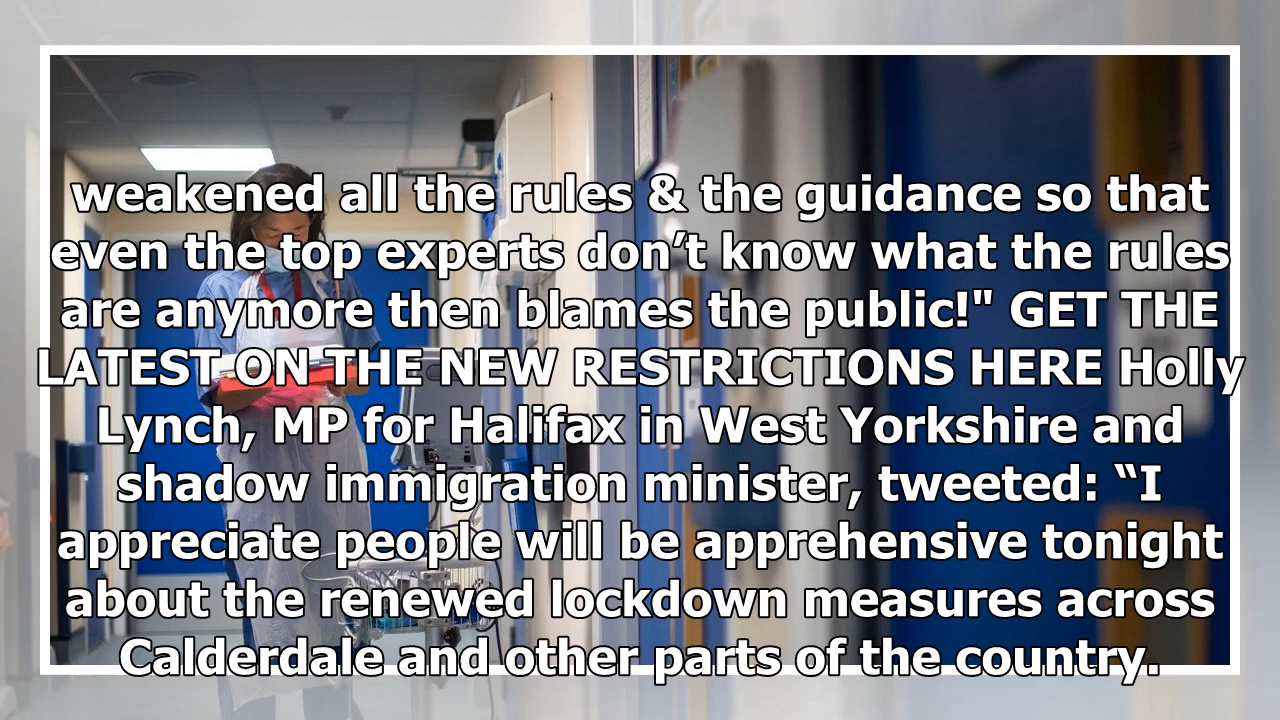 weakened all the rules & the guidance so that
even the top experts don’t know what the rules
are anymore then blames the public!" GET THE
LATEST ON THE NEW RESTRICTIONS HERE Holly
Lynch, MP for Halifax in West Yorkshire and
shadow immigration minister, tweeted: “I
appreciate people will be apprehensive tonight
about the renewed lockdown measures across
Calderdale and other parts of the country.